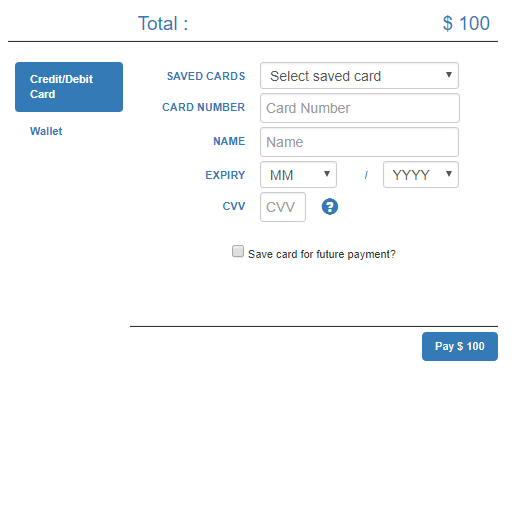 Total : $ 100
Credit/Debit
Card
Wallet
SAVED CARDS Select saved card
CARD NUMBER Card Number
NAME Name
EXPIRY MM / YYYY
CVV CVV ?
Save card for future payment?
Pay $ 100